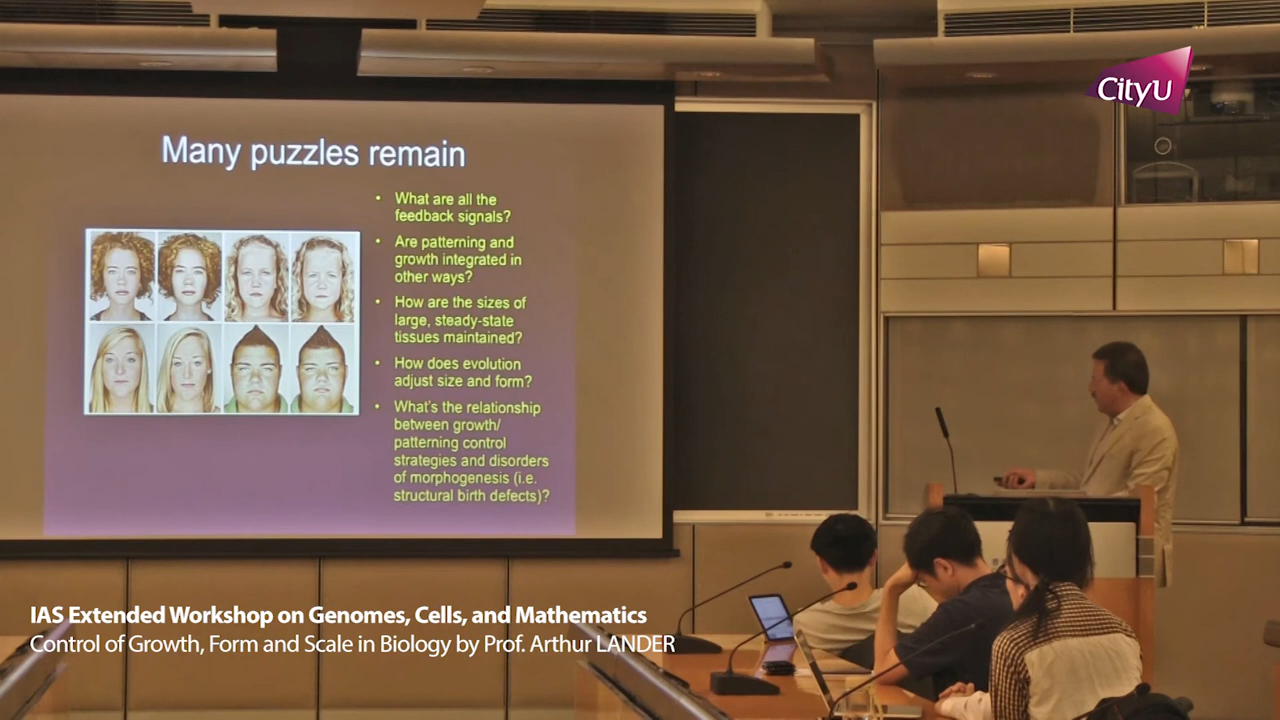 CityU
Many puzzles remain
• What are all the
feedback signals?
• Are patterning and
growth integrated in
other ways?
• How are the sizes of
large, steady-state
tissues maintained?
• How does evolution
adjust size and form?
• What's the relationship
between growth/
patterning control
strategies and disorders
of morphogenesis (i.e.
structural birth defects)?
IAS Extended Workshop on Genomes, Cells, and Mathematics
Control of Growth, Form and Scale in Biology by Prof. Arthur LANDER